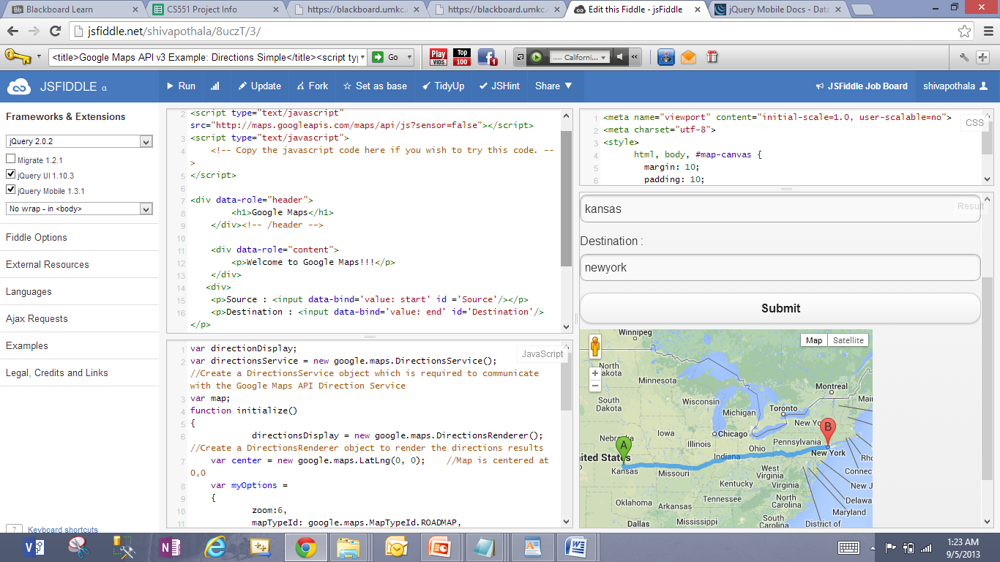 Blackboard Learn
CS551 Project Info
https://blackboard.umkc.
https://blackboard.umkc.
Edit this Fiddle - jsFiddle
jQuery Mobile Docs - Data
jsfiddle.net/shivapothala/8uczT/3/
<title>Google Maps API v3 Example: Directions Simple</title><script typ
Go
Play VIDS
Top 100
1
..... Californi...
JSFIDDLE α
Run
Update
Fork
Set as base
TidyUp
JSHint
Share
JSFiddle Job Board
shivapothala
Frameworks & Extensions
jQuery 2.0.2
Migrate 1.2.1
jQuery UI 1.10.3
jQuery Mobile 1.3.1
No wrap - in <body>
Fiddle Options
External Resources
Languages
Ajax Requests
Examples
Legal, Credits and Links
? Keyboard shortcuts
2 <script type="text/javascript"
src="http://maps.googleapis.com/maps/api/js?sensor=false"></script>
3 <script type="text/javascript">
4 <!-- Copy the javascript code here if you wish to try this code. --
>
5 </script>
6
7 <div data-role="header">
8 <h1>Google Maps</h1>
9 </div><!-- /header -->
10
11 <div data-role="content">
12 <p>Welcome to Google Maps!!!</p>
13 </div>
14 <div>
15 <p>Source : <input data-bind='value: start' id ='Source'/></p>
16 <p>Destination : <input data-bind='value: end' id='Destination'/>
</p>
JavaScript
1 var directionDisplay;
2 var directionsService = new google.maps.DirectionsService();
//Create a DirectionsService object which is required to communicate
with the Google Maps API Direction Service
3 var map;
4 function initialize()
5 {
6 directionsDisplay = new google.maps.DirectionsRenderer();
//Create a DirectionsRenderer object to render the directions results
7 var center = new google.maps.LatLng(0, 0); //Map is centered at
0,0
8 var myOptions =
9 {
10 zoom:6,
11 mapTypeId: google.maps.MapTypeId.ROADMAP,
CSS
1 <meta name="viewport" content="initial-scale=1.0, user-scalable=no">
2 <meta charset="utf-8">
3 <style>
4 html, body, #map-canvas {
5 margin: 10;
6 padding: 10;
Result
kansas
Destination :
newyork
Submit
Winnipeg
Map
Satellite
North
akota
Minnesota
Montreal
South
Dakota
Wisconsin
Michigan
Toronto
Main
New Yo
Nebraska
Iowa
Chicago
A
B
Illinois
Ohio
Pennsylvania
Indiana
New York
nited States
Rho
Kansas
Missouri
West
Virginia
Virginia
Connec
Kentucky
New J
Oklahoma
Arkansas
Tennessee
North
Carolina
Delawa
Maryland
Dallas
Mississippi
South
Carolina
District of
1:23 AM
9/5/2013